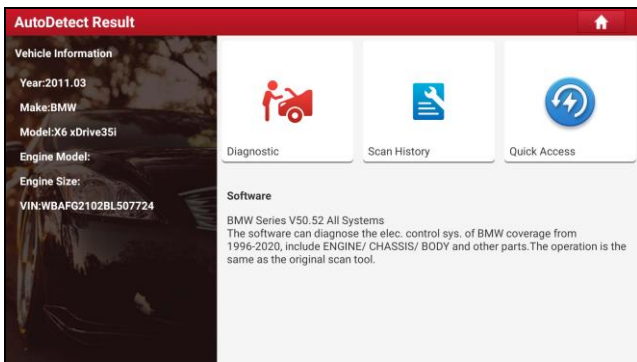 AutoDetect Result
Vehicle Information
Year:2011.03
Make:BMW
Model:X6 xDrive35i
Engine Model:
Engine Size:
VIN:WBAFG2102BL507724
Diagnostic
Scan History
Quick Access
Software
BMW Series V50.52 All Systems
The software can diagnose the elec. control sys. of BMW coverage from
1996-2020, include ENGINE/ CHASSIS/ BODY and other parts.The operation is the
same as the original scan tool.